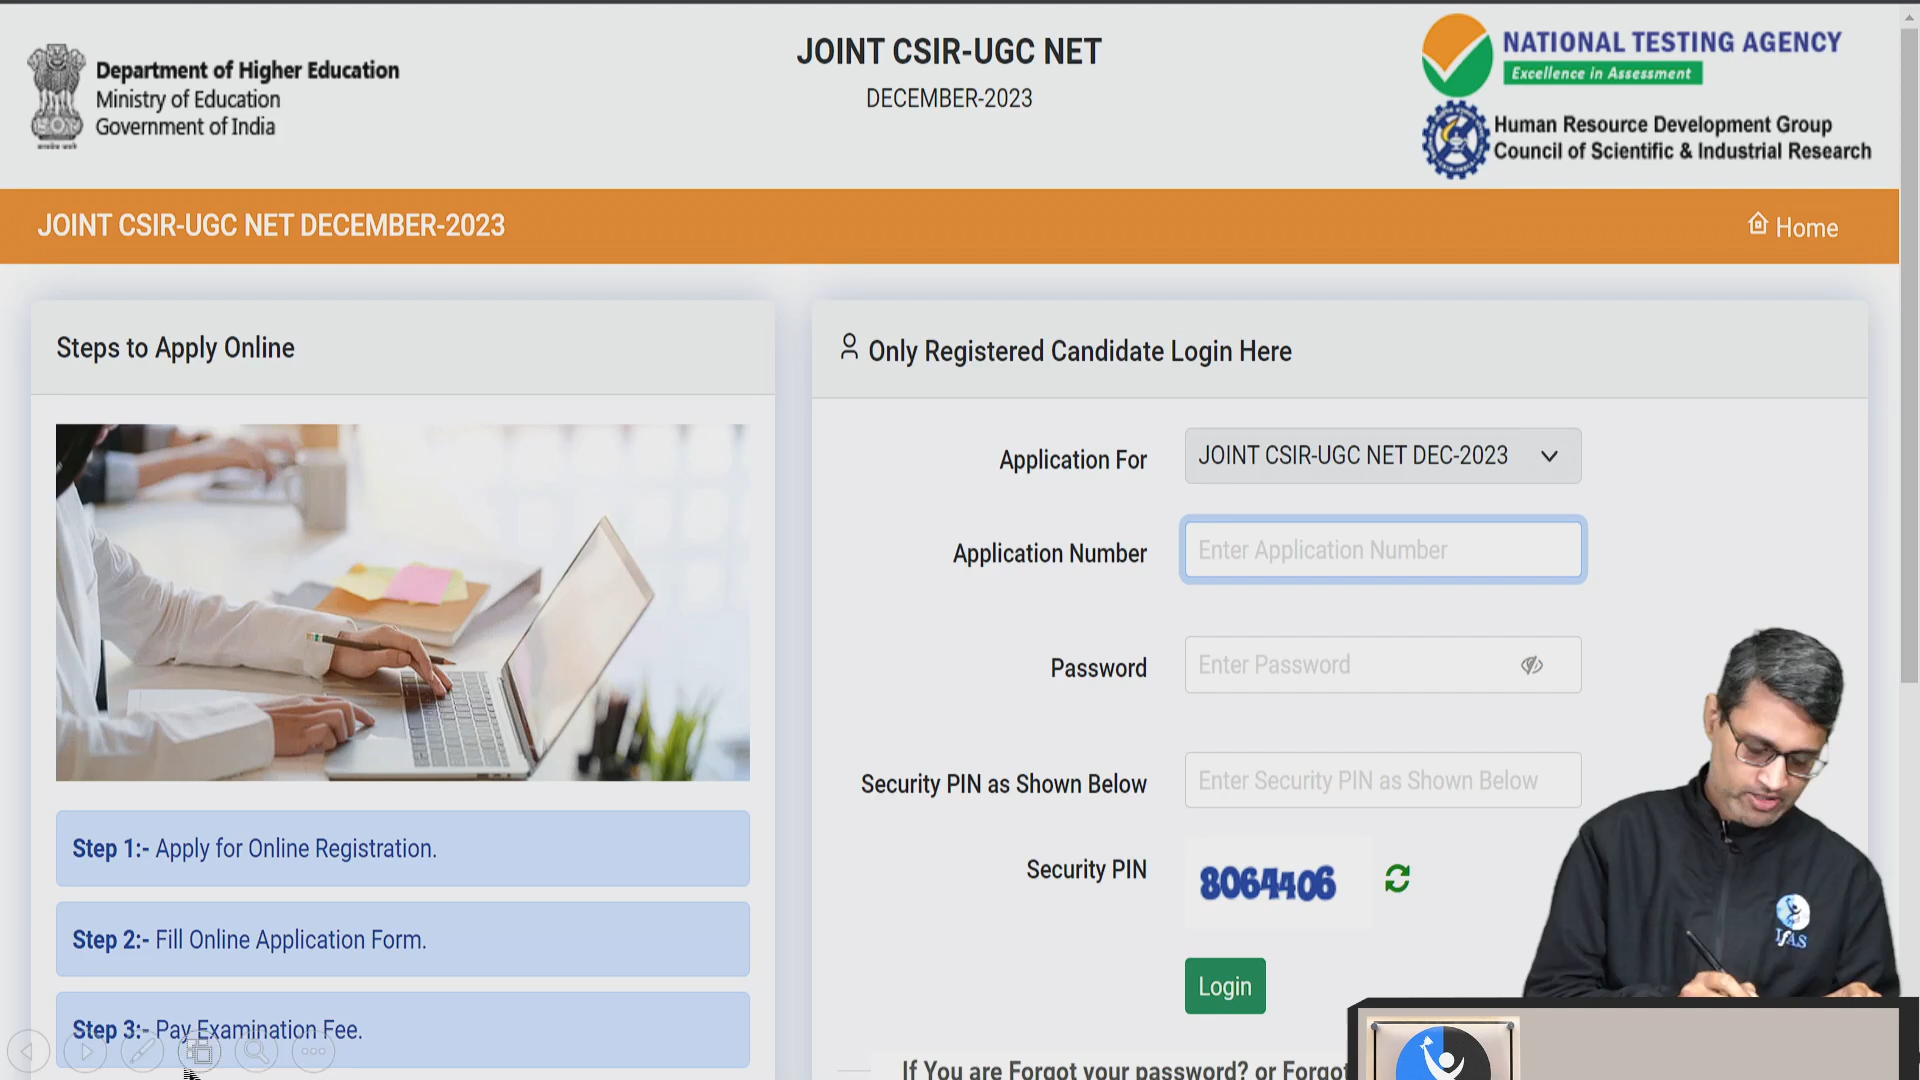 JOINT CSIR-UGC NET
DECEMBER-2023
Department of Higher Education
Ministry of Education
Government of India
NATIONAL TESTING AGENCY
Excellence in Assessment
Human Resource Development Group
Council of Scientific & Industrial Research
JOINT CSIR-UGC NET DECEMBER-2023
Home
Steps to Apply Online
Step 1:- Apply for Online Registration.
Step 2:- Fill Online Application Form.
Step 3:- Pay Examination Fee.
Only Registered Candidate Login Here
Application For
JOINT CSIR-UGC NET DEC-2023
Application Number
Enter Application Number
Password
Enter Password
Security PIN as Shown Below
Enter Security PIN as Shown Below
Security PIN
8064406
Login
If You are Forgot your password? or Forgot
IFAS